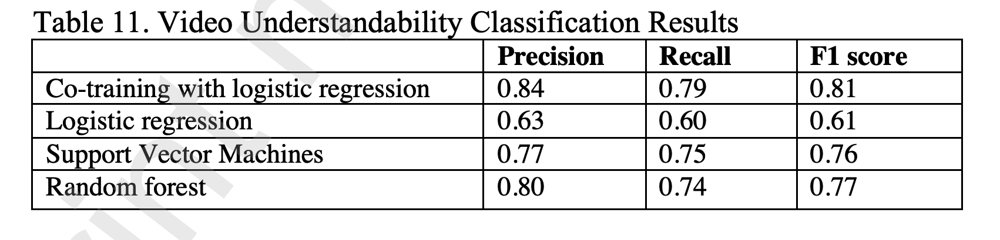 Table 11. Video Understandability Classification Results
Precision Recall F1 score
Co-training with logistic regression 0.84 0.79 0.81
Logistic regression 0.63 0.60 0.61
Support Vector Machines 0.77 0.75 0.76
Random forest 0.80 0.74 0.77